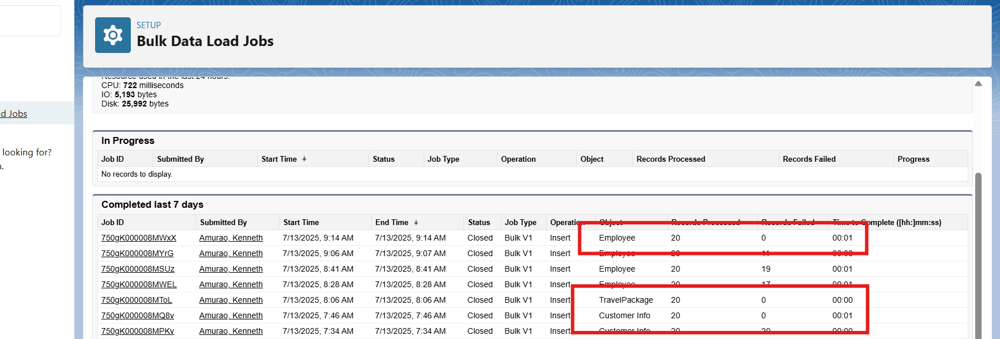 SETUP
Bulk Data Load Jobs
Resource used in the last 24 hours:
CPU: 722 milliseconds
IO: 5,193 bytes
Disk: 25,992 bytes
d Jobs
looking for?
In Progress
Job ID Submitted By Start Time Status Job Type Operation Object Records Processed Records Failed Progress
No records to display.
Completed last 7 days
Job ID Submitted By Start Time End Time Status Job Type Operation Object Records Processed Records Failed Time to Complete ([hh:]mm:ss)
750gK000008MWxX Amurao, Kenneth 7/13/2025, 9:14 AM 7/13/2025, 9:14 AM Closed Bulk V1 Insert Employee 20 0 00:01
750gK000008MYrG Amurao, Kenneth 7/13/2025, 9:06 AM 7/13/2025, 9:07 AM Closed Bulk V1 Insert Employee 20 11
750gK000008MSUz Amurao, Kenneth 7/13/2025, 8:41 AM 7/13/2025, 8:41 AM Closed Bulk V1 Insert Employee 20 19 00:01
750gK000008MWEL Amurao, Kenneth 7/13/2025, 8:28 AM 7/13/2025, 8:28 AM Closed Bulk V1 Insert Employee 20 17 00:01
750gK000008MToL Amurao, Kenneth 7/13/2025, 8:06 AM 7/13/2025, 8:06 AM Closed Bulk V1 Insert TravelPackage 20 0 00:00
750gK000008MQ8v Amurao, Kenneth 7/13/2025, 7:46 AM 7/13/2025, 7:46 AM Closed Bulk V1 Insert Customer Info 20 0 00:01
750gK000008MPKv Amurao, Kenneth 7/13/2025, 7:34 AM 7/13/2025, 7:34 AM Closed Bulk V1 Insert Customer Info 20 20 00:00